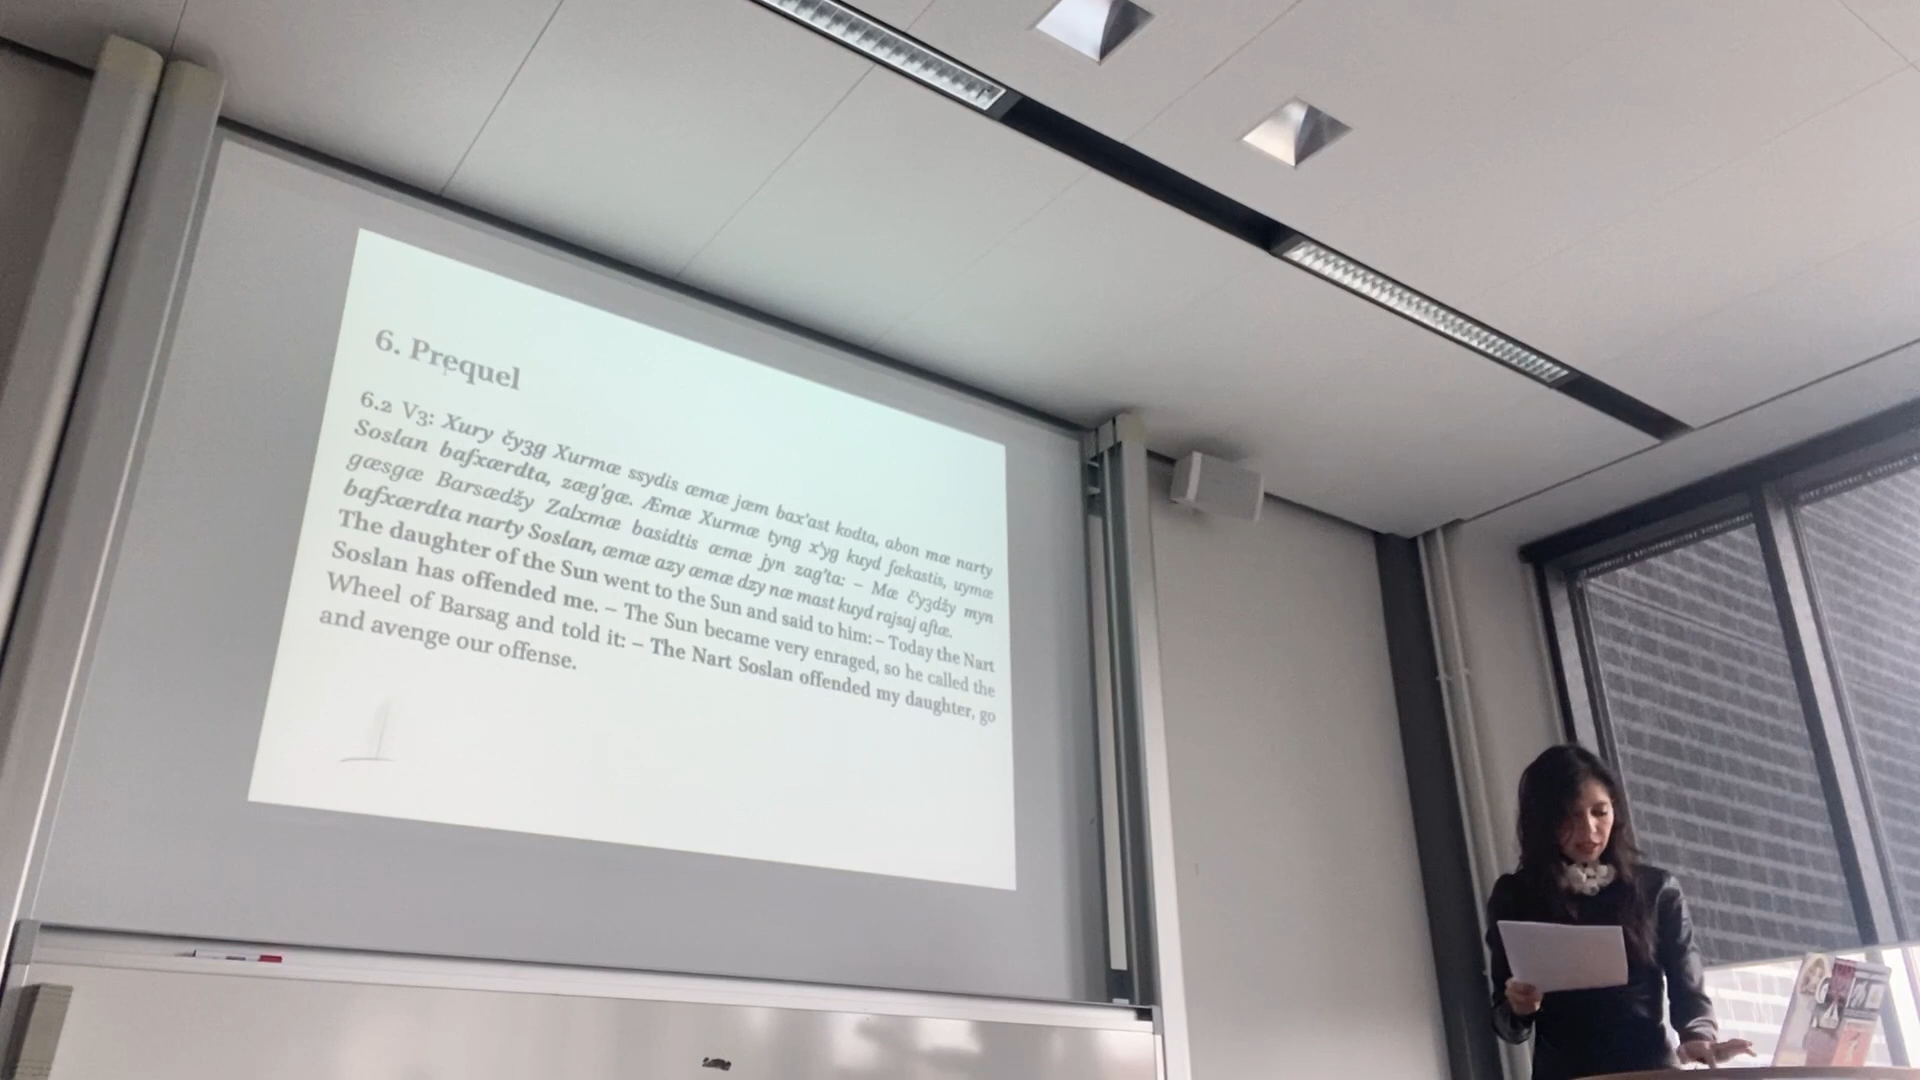 6. Prequel
6.2 V3: Xury čyʒg Xurmæ ssydis æmæ jæm bax'ast kodta, abon mæ narty
Soslan bafxærdta, zæg'gæ. Æmæ Xurmæ tyng x'yg kuyd fækastis, uymæ
gæsgæ Barsædžy Zalxmæ basidtis æmæ jyn zag'ta: – Mæ čyʒdžy myn
bafxærdta narty Soslan, æmæ azy æmæ dzy næ mast kuyd rajsaj aftæ.
The daughter of the Sun went to the Sun and said to him: – Today the Nart
Soslan has offended me. – The Sun became very enraged, so he called the
Wheel of Barsag and told it: – The Nart Soslan offended my daughter, go
and avenge our offense.